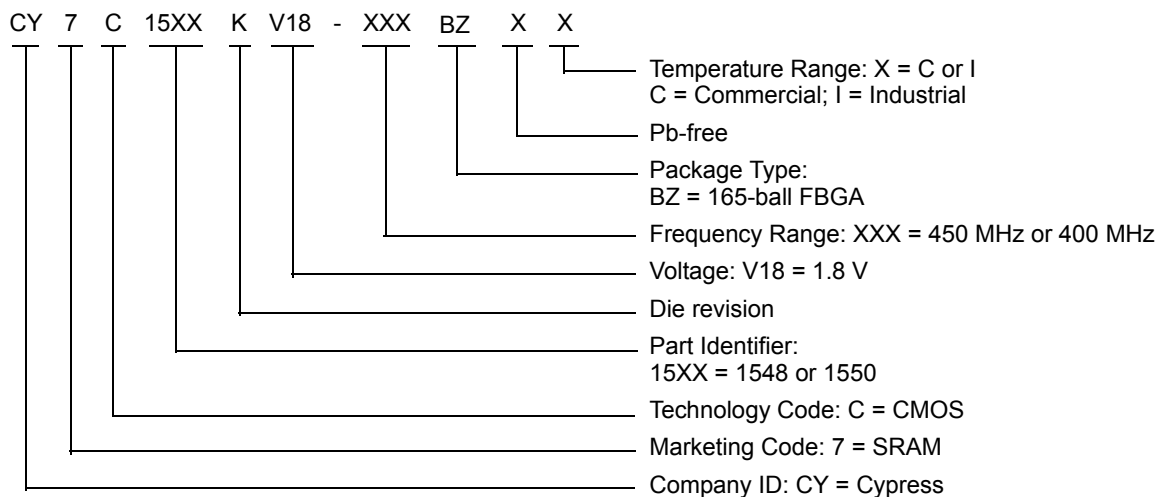 CY 7 C 15XX K V18 - XXX BZ X X
Temperature Range: X = C or I
C = Commercial; I = Industrial
Pb-free
Package Type:
BZ = 165-ball FBGA
Frequency Range: XXX = 450 MHz or 400 MHz
Voltage: V18 = 1.8 V
Die revision
Part Identifier:
15XX = 1548 or 1550
Technology Code: C = CMOS
Marketing Code: 7 = SRAM
Company ID: CY = Cypress